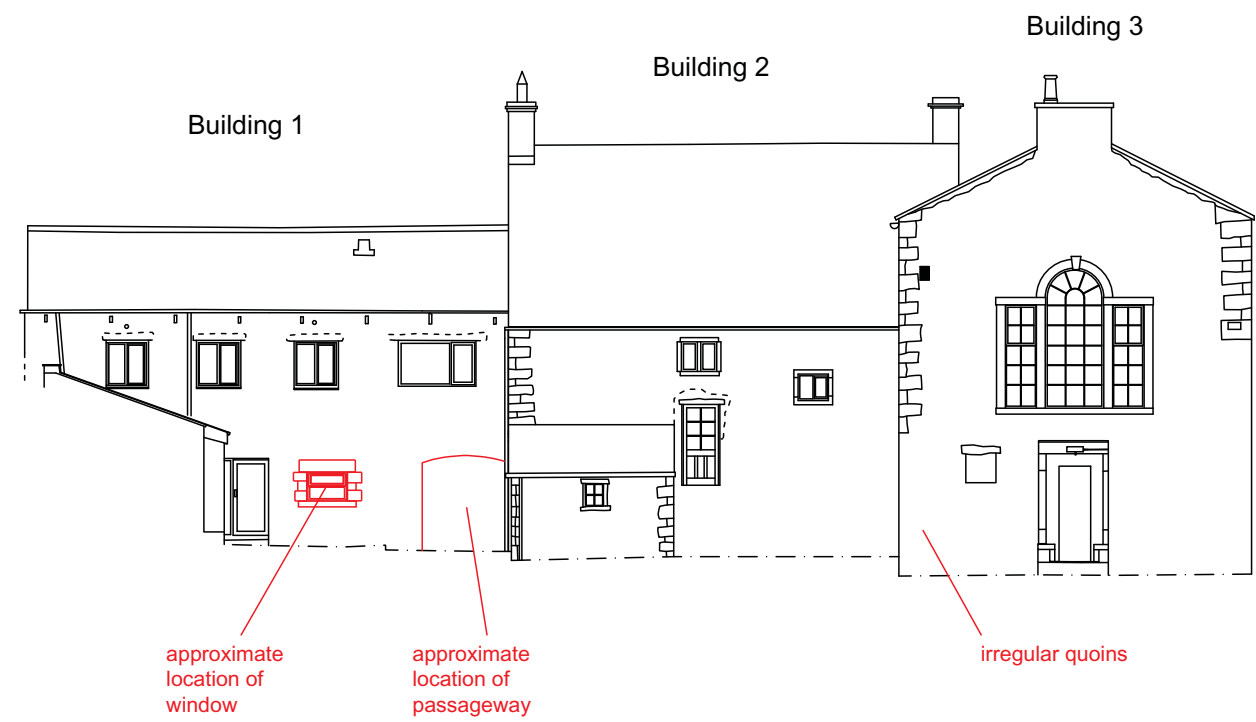 Building 3
Building 2
Building 1
approximate
location of
window
approximate
location of
passageway
irregular quoins